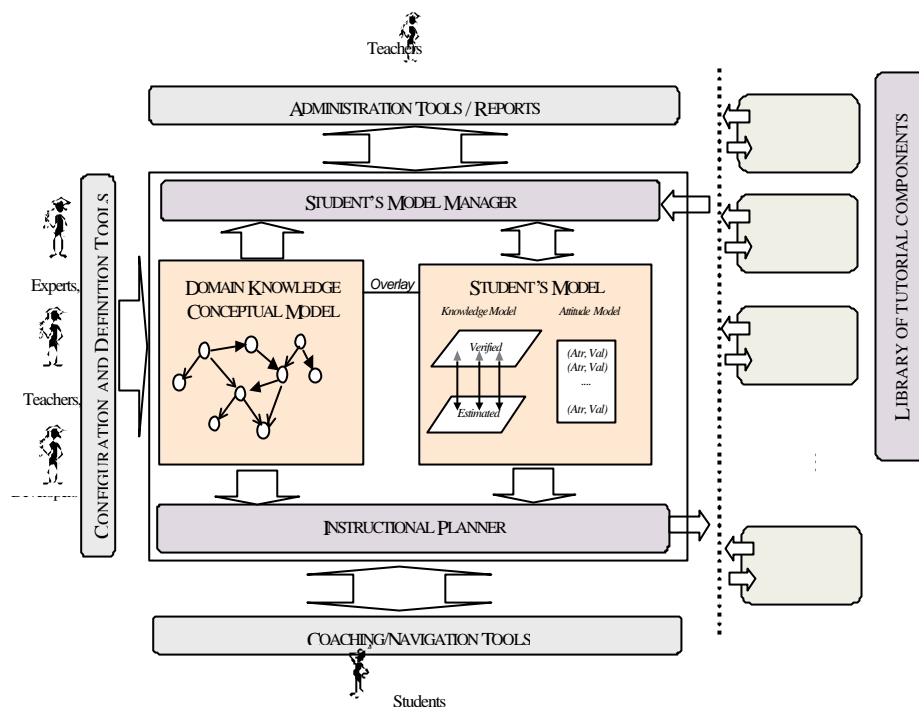 Teachers
ADMINISTRATION TOOLS / REPORTS
STUDENT'S MODEL MANAGER
Experts,
Teachers,
CONFIGURATION AND DEFINITION TOOLS
DOMAIN KNOWLEDGE
CONCEPTUAL MODEL
Overlay
STUDENT'S MODEL
Knowledge Model
Attitude Model
Verified
Estimated
(Atr, Val)
(Atr, Val)
....
(Atr, Val)
INSTRUCTIONAL PLANNER
COACHING/NAVIGATION TOOLS
Students
LIBRARY OF TUTORIAL COMPONENTS
...